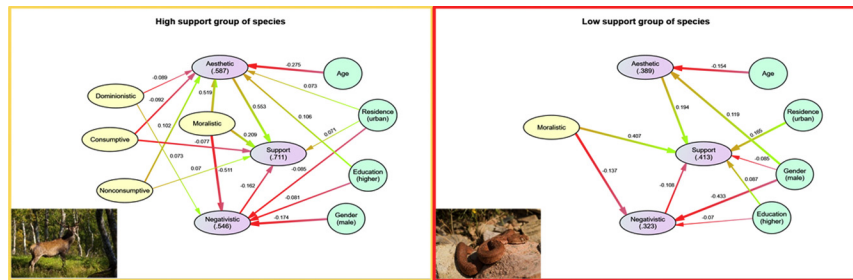 High support group of species
Aesthetic
(.587)
-0.275
Age
-0.089
Dominionistic
-0.092
0.519
0.553
0.073
0.106
Residence
(urban)
0.102
Moralistic
0.209
0.071
Consumptive
-0.077
Support
(.711)
0.073
0.07
-0.511
-0.085
-0.162
Education
(higher)
Nonconsumptive
-0.081
Negativistic
(.546)
-0.174
Gender
(male)
Low support group of species
Aesthetic
(.389)
-0.154
Age
0.194
0.119
Residence
(urban)
Moralistic
0.407
0.165
Support
(.413)
-0.085
Gender
(male)
-0.137
-0.108
0.087
-0.433
Education
(higher)
Negativistic
(.323)
-0.07